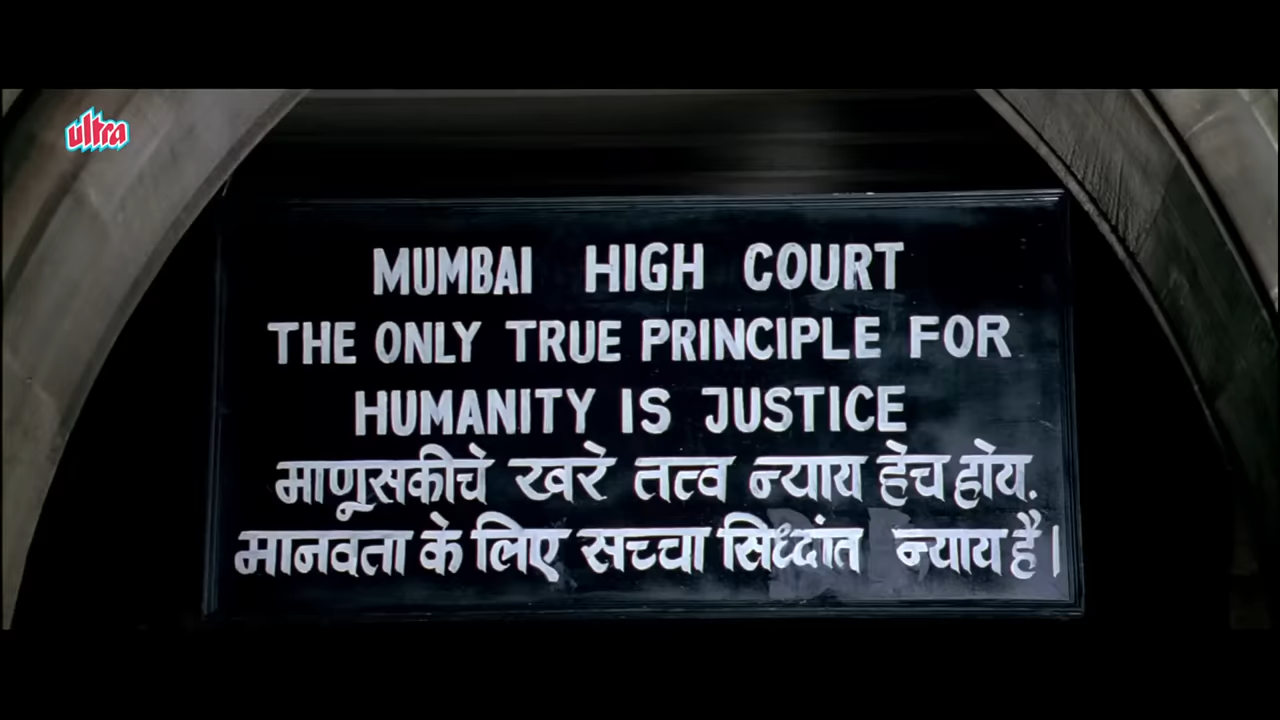 ultra
MUMBAI HIGH COURT
THE ONLY TRUE PRINCIPLE FOR
HUMANITY IS JUSTICE
माणूसकीचे खरे तत्व न्याय हेच होय.
मानवता के लिए सच्चा सिध्दांत न्याय है।